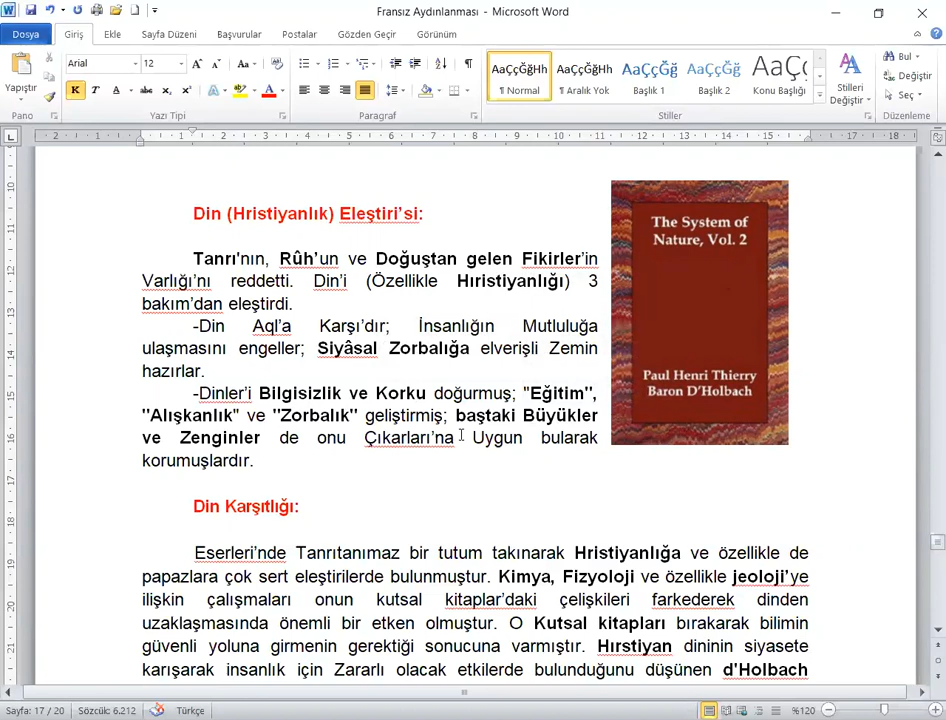 Fransız Aydınlanması - Microsoft Word
Dosya Giriş Ekle Sayfa Düzeni Başvurular Postalar Gözden Geçir Görünüm
Arial 12
Yapıştır
Pano Yazı Tipi Paragraf Stiller Düzenleme
AaÇçĞğHh AaÇçĞğHh AaÇçĞğ AaÇçĞğ AaÇç
¶ Normal ¶ Aralık Yok Başlık 1 Başlık 2 Konu Başlığı
Stilleri Değiştir
Bul
Değiştir
Seç
Din (Hristiyanlık) Eleştiri’si:
Tanrı'nın, Rûh’un ve Doğuştan gelen Fikirler’in
Varlığı’nı reddetti. Din’i (Özellikle Hıristiyanlığı) 3
bakım’dan eleştirdi.
-Din Aql’a Karşı’dır; İnsanlığın Mutluluğa
ulaşmasını engeller; Siyâsal Zorbalığa elverişli Zemin
hazırlar.
-Dinler’i Bilgisizlik ve Korku doğurmuş; "Eğitim",
"Alışkanlık" ve "Zorbalık" geliştirmiş; baştaki Büyükler
ve Zenginler de onu Çıkarları’na Uygun bularak
korumuşlardır.
The System of
Nature, Vol. 2
Paul Henri Thierry
Baron D’Holbach
Din Karşıtlığı:
Eserleri’nde Tanrıtanımaz bir tutum takınarak Hristiyanlığa ve özellikle de
papazlara çok sert eleştirilerde bulunmuştur. Kimya, Fizyoloji ve özellikle jeoloji’ye
ilişkin çalışmaları onun kutsal kitaplar’daki çelişkileri farkederek dinden
uzaklaşmasında önemli bir etken olmuştur. O Kutsal kitapları bırakarak bilimin
güvenli yoluna girmenin gerektiği sonucuna varmıştır. Hırstiyan dininin siyasete
karışarak insanlık için Zararlı olacak etkilerde bulunduğunu düşünen d'Holbach
Sayfa: 17 / 20 Sözcük: 6.212 Türkçe %120